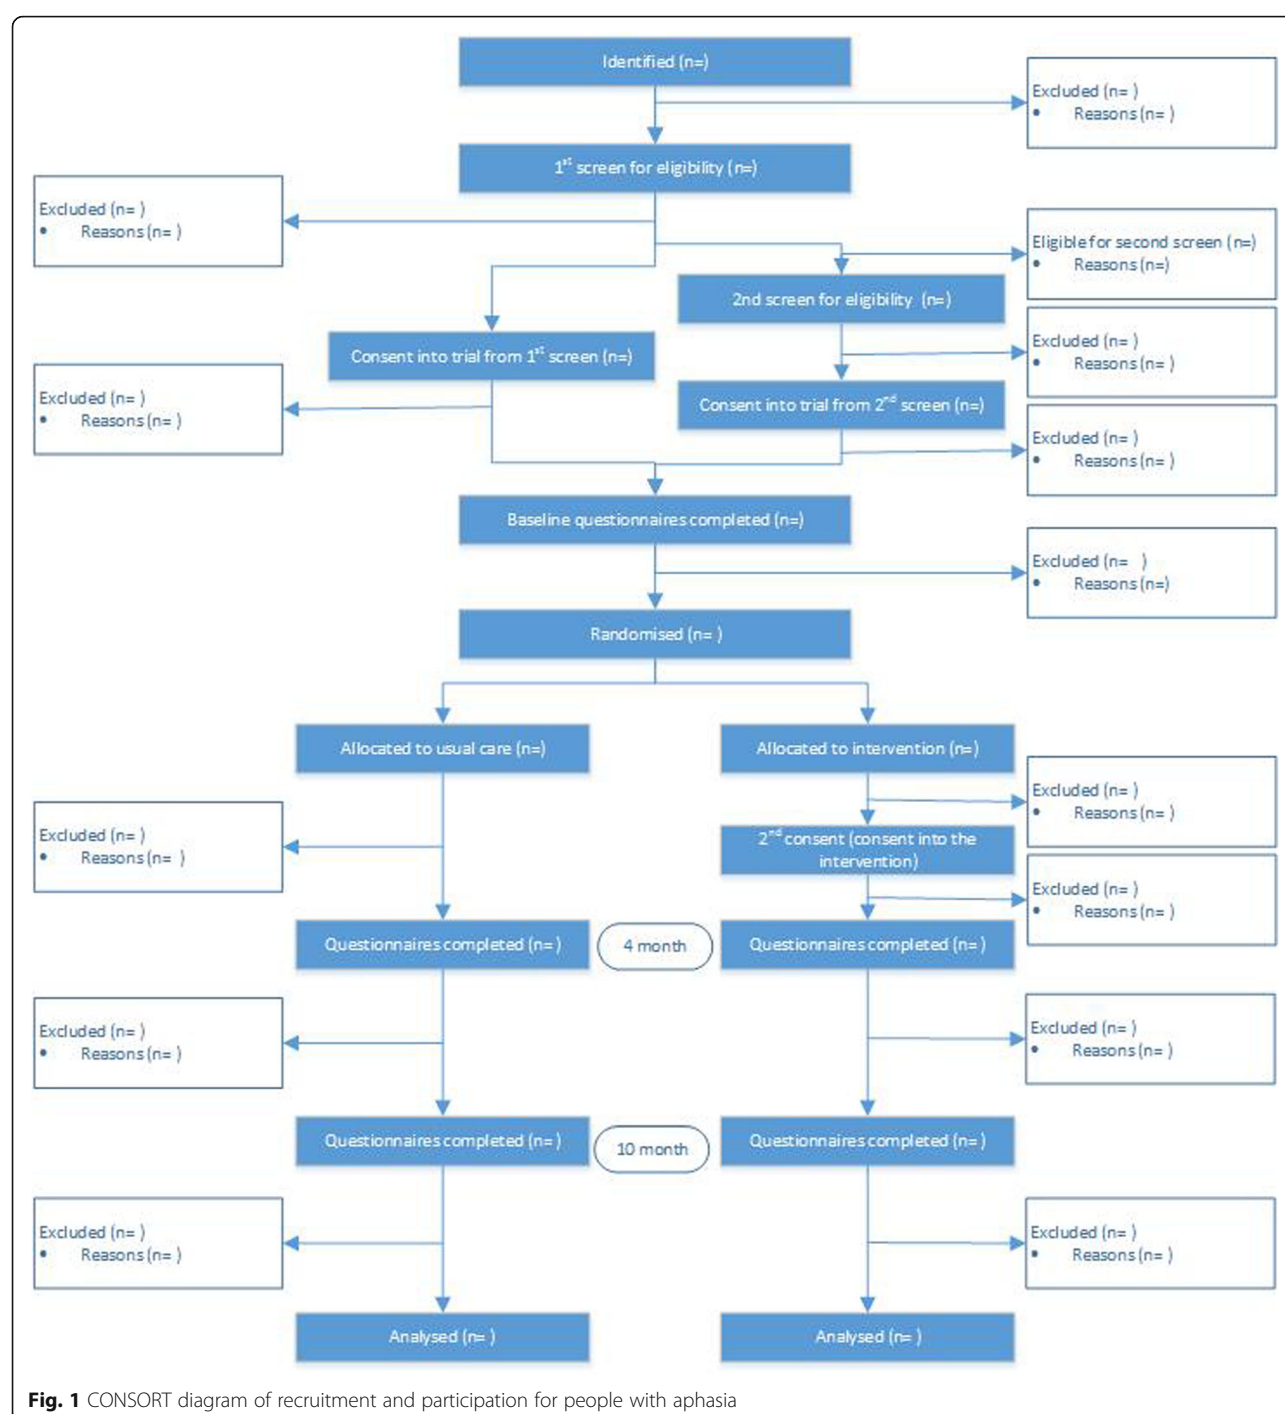 Identified (n=)
Excluded (n= )
• Reasons (n= )
1st screen for eligibility (n=)
Excluded (n= )
• Reasons (n= )
Eligible for second screen (n=)
• Reasons (n=)
2nd screen for eligibility (n=)
Consent into trial from 1st screen (n=)
Excluded (n= )
• Reasons (n= )
Excluded (n= )
• Reasons (n= )
Consent into trial from 2nd screen (n=)
Excluded (n= )
• Reasons (n= )
Baseline questionnaires completed (n=)
Excluded (n= )
• Reasons (n=)
Randomised (n= )
Allocated to usual care (n=)
Allocated to intervention (n=)
Excluded (n= )
• Reasons (n= )
Excluded (n= )
• Reasons (n= )
2nd consent (consent into the
intervention)
Excluded (n= )
• Reasons (n= )
Questionnaires completed (n= )
4 month
Questionnaires completed (n= )
Excluded (n= )
• Reasons (n= )
Excluded (n= )
• Reasons (n= )
Questionnaires completed (n= )
10 month
Questionnaires completed (n= )
Excluded (n= )
• Reasons (n= )
Excluded (n= )
• Reasons (n= )
Analysed (n= )
Analysed (n= )
Fig. 1 CONSORT diagram of recruitment and participation for people with aphasia